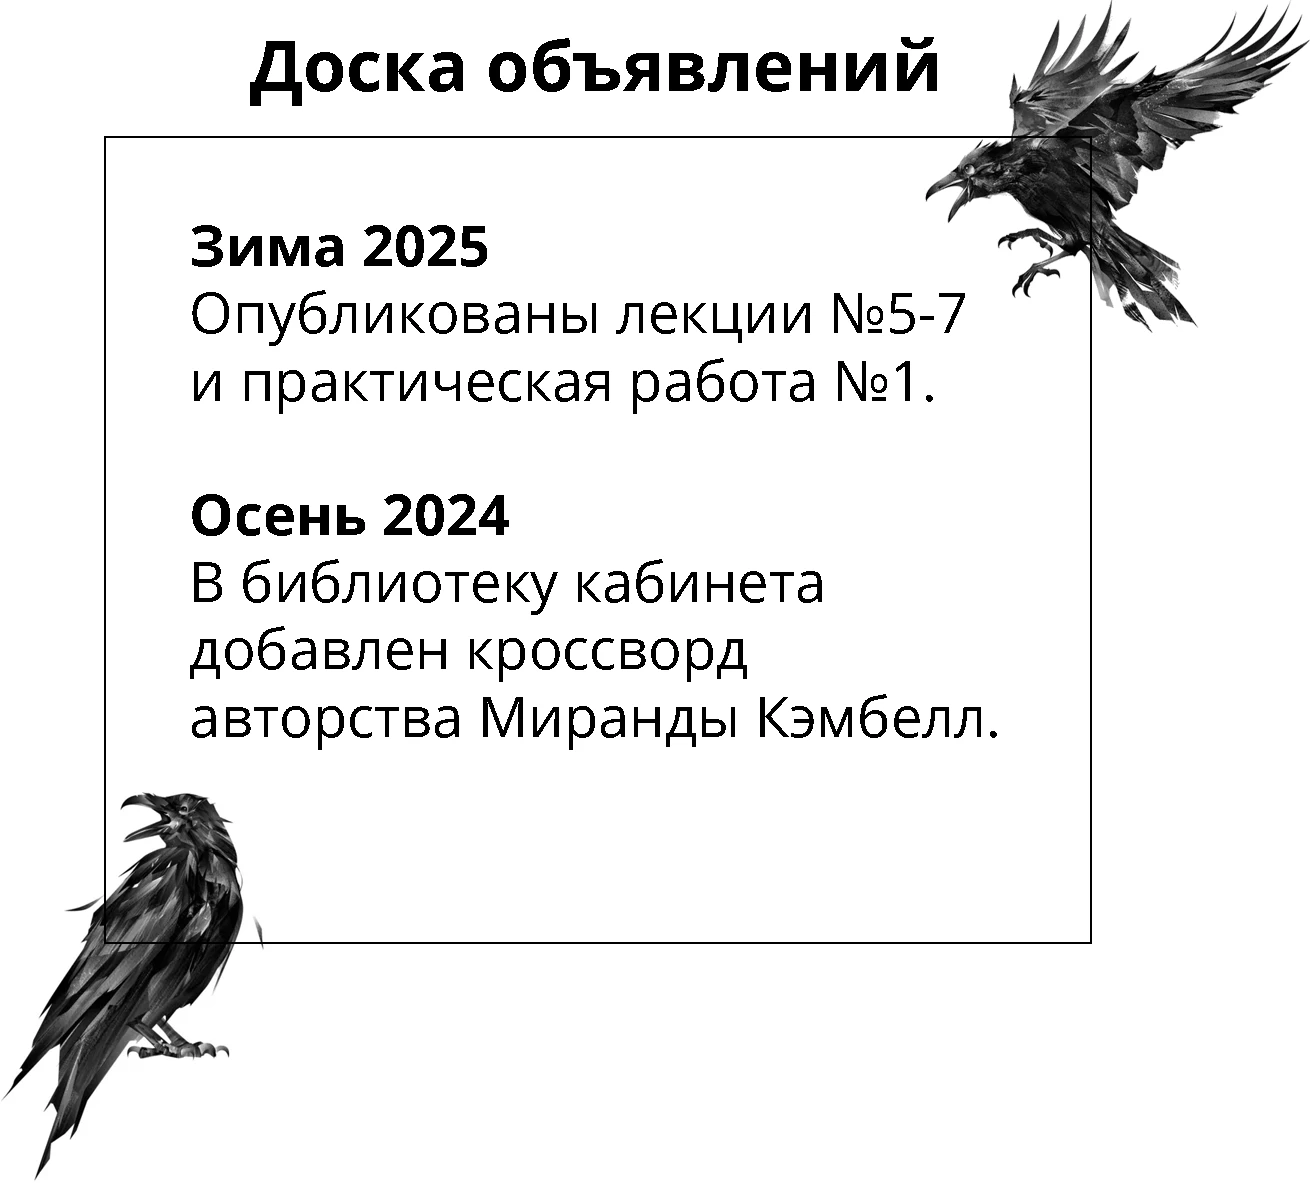 Доска объявлений
Зима 2025
Опубликованы лекции №5-7
и практическая работа №1.
Осень 2024
В библиотеку кабинета
добавлен кроссворд
авторства Миранды Кэмбелл.